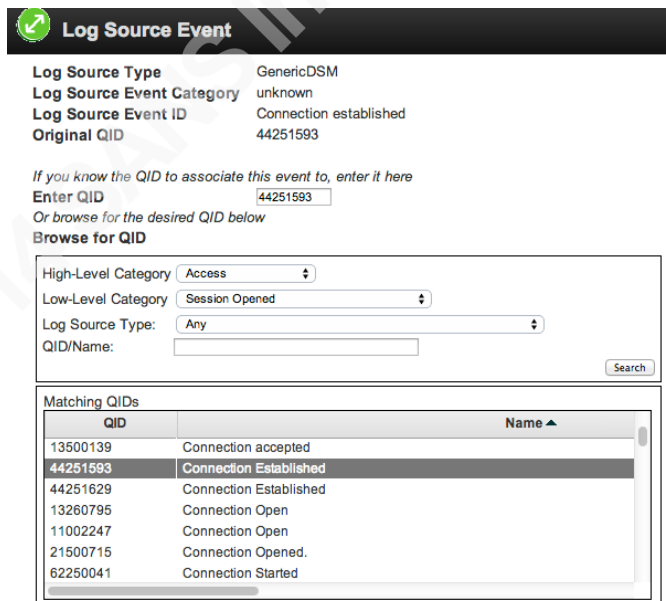 Log Source Event
Log Source Type GenericDSM
Log Source Event Category unknown
Log Source Event ID Connection established
Original QID 44251593
If you know the QID to associate this event to, enter it here
Enter QID 44251593
Or browse for the desired QID below
Browse for QID
High-Level Category Access
Low-Level Category Session Opened
Log Source Type: Any
QID/Name:
Search
Matching QIDs
QID Name
13500139 Connection accepted
44251593 Connection Established
44251629 Connection Established
13260795 Connection Open
11002247 Connection Open
21500715 Connection Opened.
62250041 Connection Started